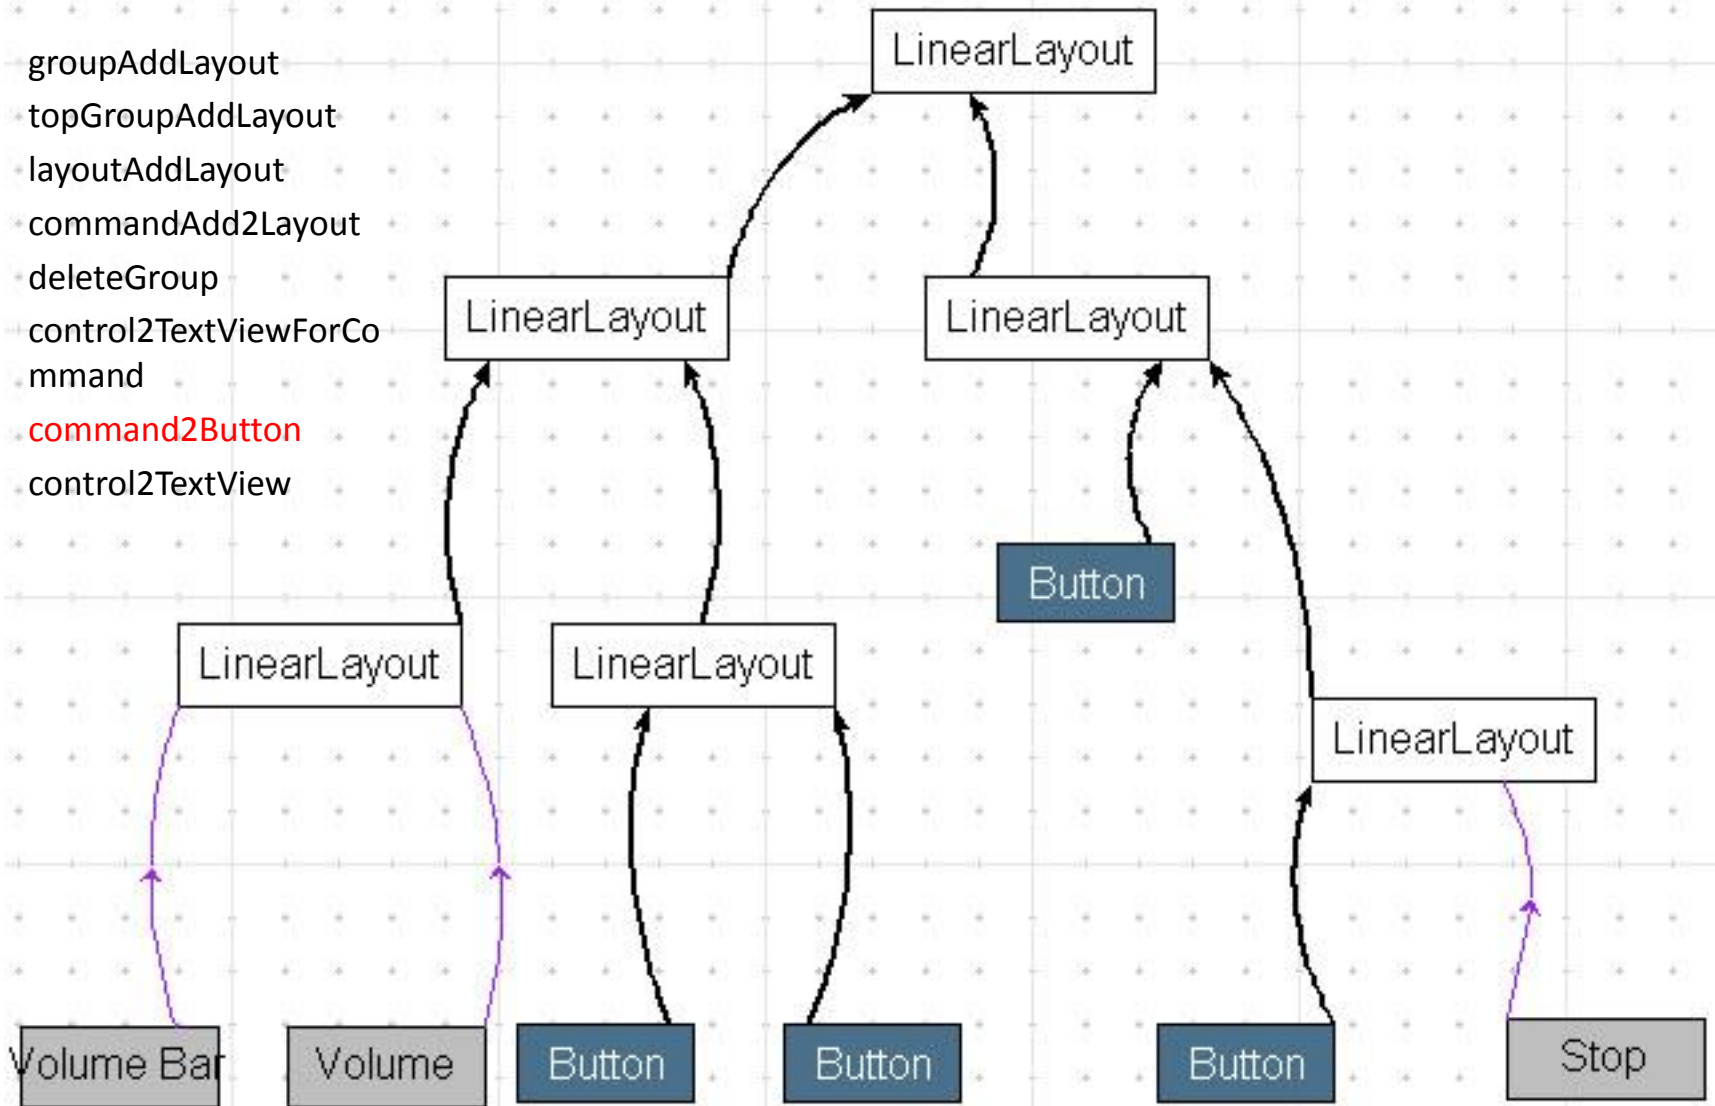 groupAddLayout
topGroupAddLayout
layoutAddLayout
commandAdd2Layout
deleteGroup
control2TextViewForCo
mmand
command2Button
control2TextView
LinearLayout
LinearLayout
LinearLayout
Button
LinearLayout
LinearLayout
LinearLayout
Volume Bar
Volume
Button
Button
Button
Stop